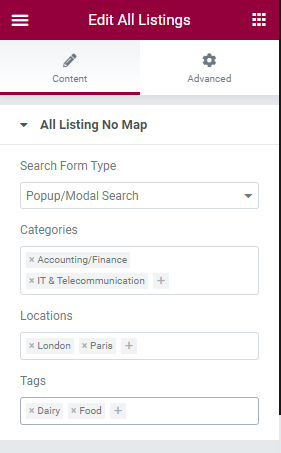 Edit All Listings
Content
Advanced
All Listing No Map
Search Form Type
Popup/Modal Search
Categories
× Accounting/Finance
× IT & Telecommunication +
Locations
× London × Paris +
Tags
× Dairy × Food +